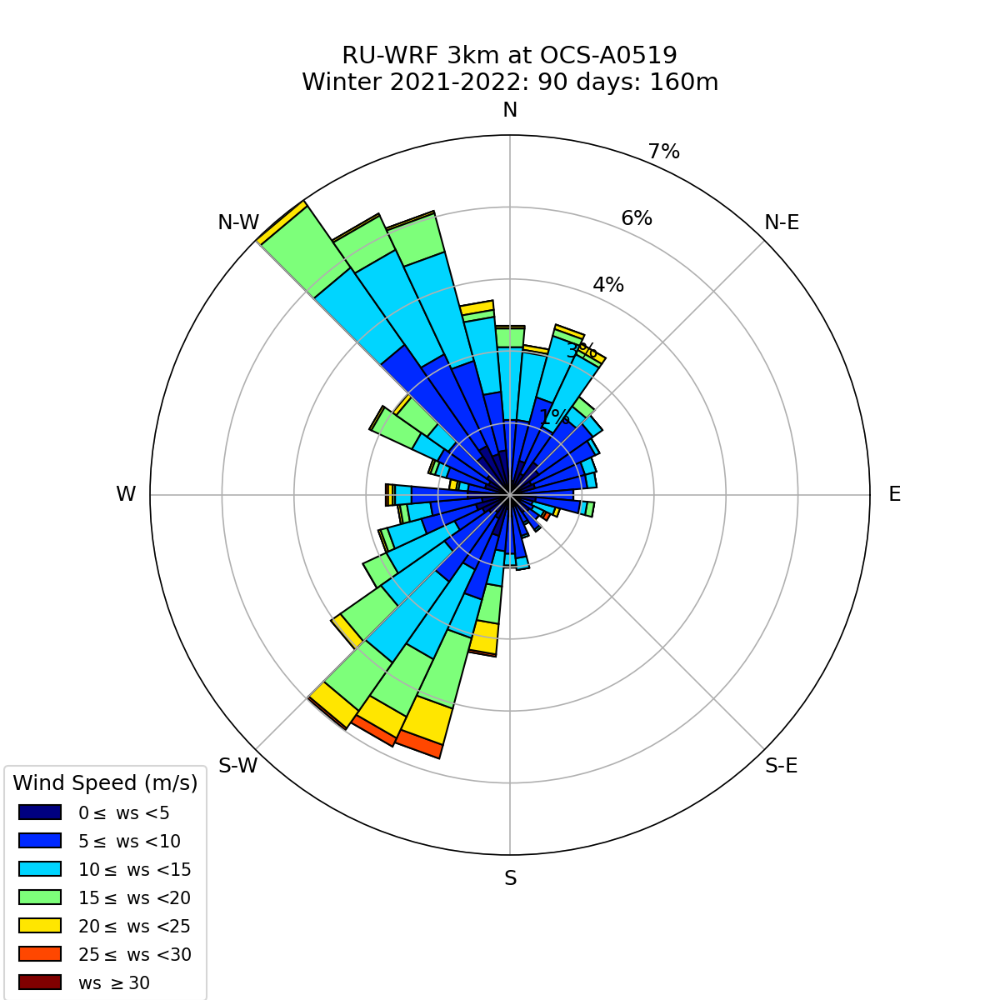 RU-WRF 3km at OCS-A0519
Winter 2021-2022: 90 days: 160m
N
7%
N-W
6%
N-E
4%
3%
1%
W
E
S-W
S-E
S
Wind Speed (m/s)
0 ≤ ws <5
5 ≤ ws <10
10 ≤ ws <15
15 ≤ ws <20
20 ≤ ws <25
25 ≤ ws <30
ws ≥ 30